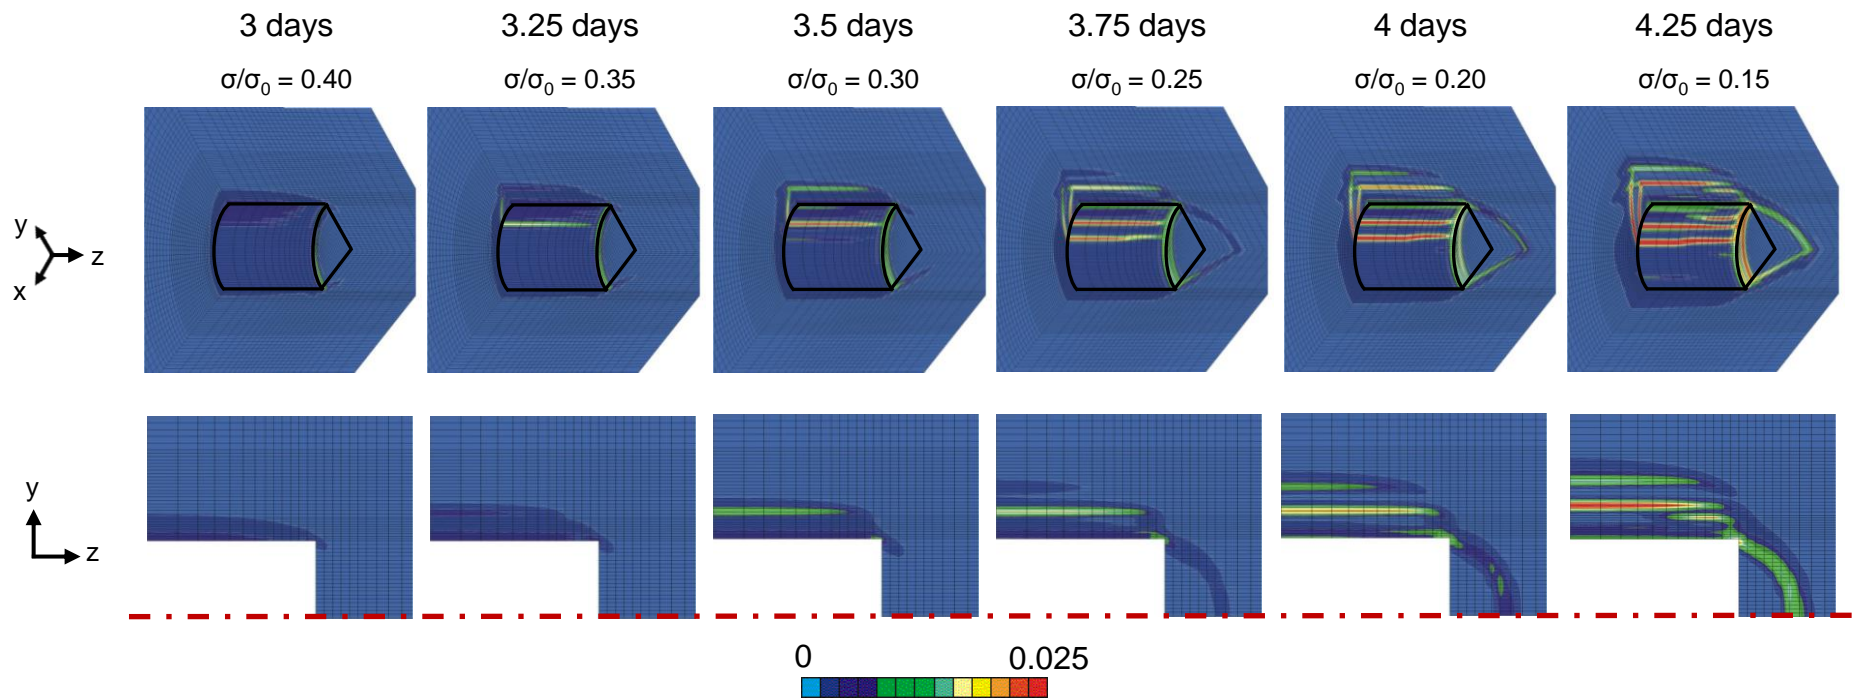 3 days 3.25 days 3.5 days 3.75 days 4 days 4.25 days
σ/σ₀ = 0.40 σ/σ₀ = 0.35 σ/σ₀ = 0.30 σ/σ₀ = 0.25 σ/σ₀ = 0.20 σ/σ₀ = 0.15
y
z
x
y
z
0 0.025